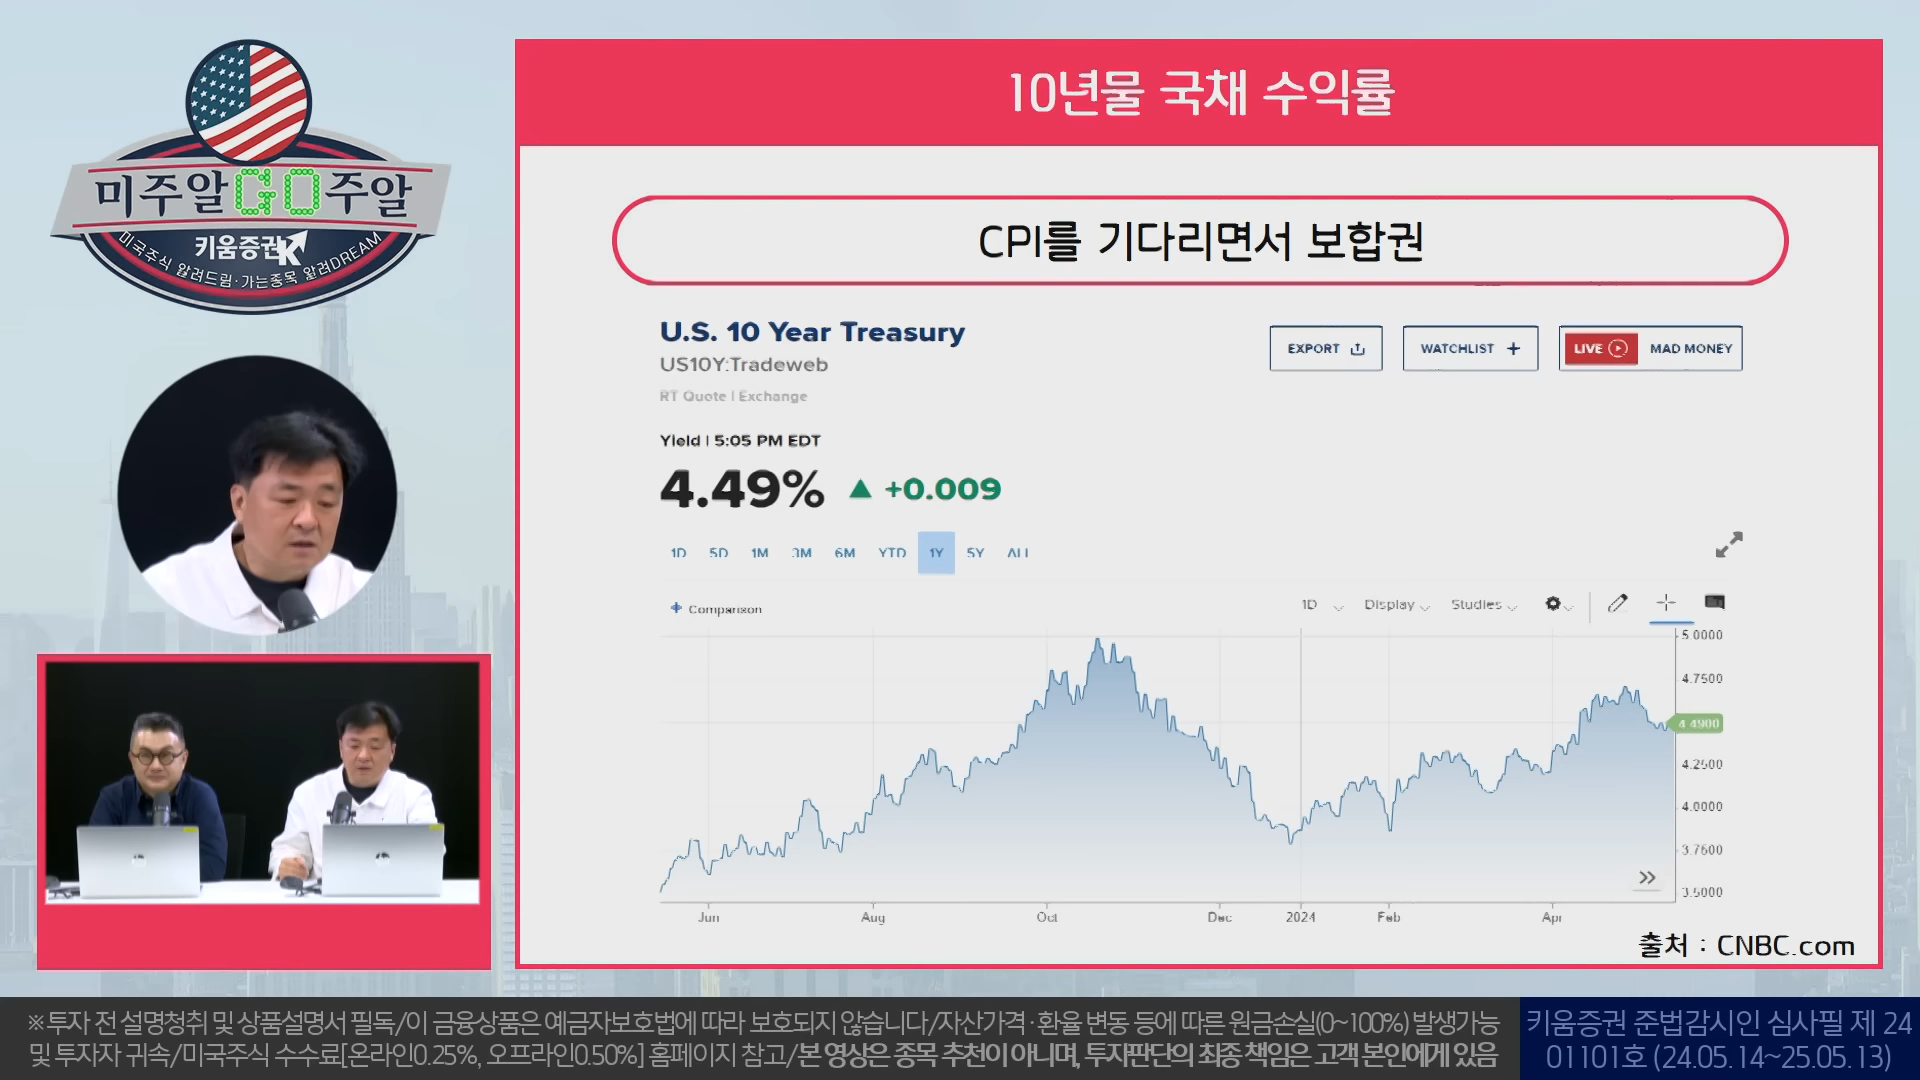 미주알GO주알
키움증권
미국주식 알려드림·가는종목 알려DREAM
10년물 국채 수익률
CPI를 기다리면서 보합권
U.S. 10 Year Treasury
US10Y:Tradeweb
RT Quote | Exchange
EXPORT
WATCHLIST +
LIVE MAD MONEY
Yield | 5:05 PM EDT
4.49% ▲ +0.009
1D 5D 1M 3M 6M YTD 1Y 5Y ALL
+ Comparison
1D Display Studies
5.0000
4.7500
4.4900
4.2500
4.0000
3.7500
3.5000
Jun Aug Oct Dec 2024 Feb Apr
출처 : CNBC.com
※투자 전 설명청취 및 상품설명서 필독/이 금융상품은 예금자보호법에 따라 보호되지 않습니다/자산가격·환율 변동 등에 따른 원금손실(0~100%) 발생가능
및 투자자 귀속/미국주식 수수료[온라인0.25%, 오프라인0.50%] 홈페이지 참고/본 영상은 종목 추천이 아니며, 투자판단의 최종 책임은 고객 본인에게 있음
키움증권 준법감시인 심사필 제 24
01101호 (24.05.14~25.05.13)